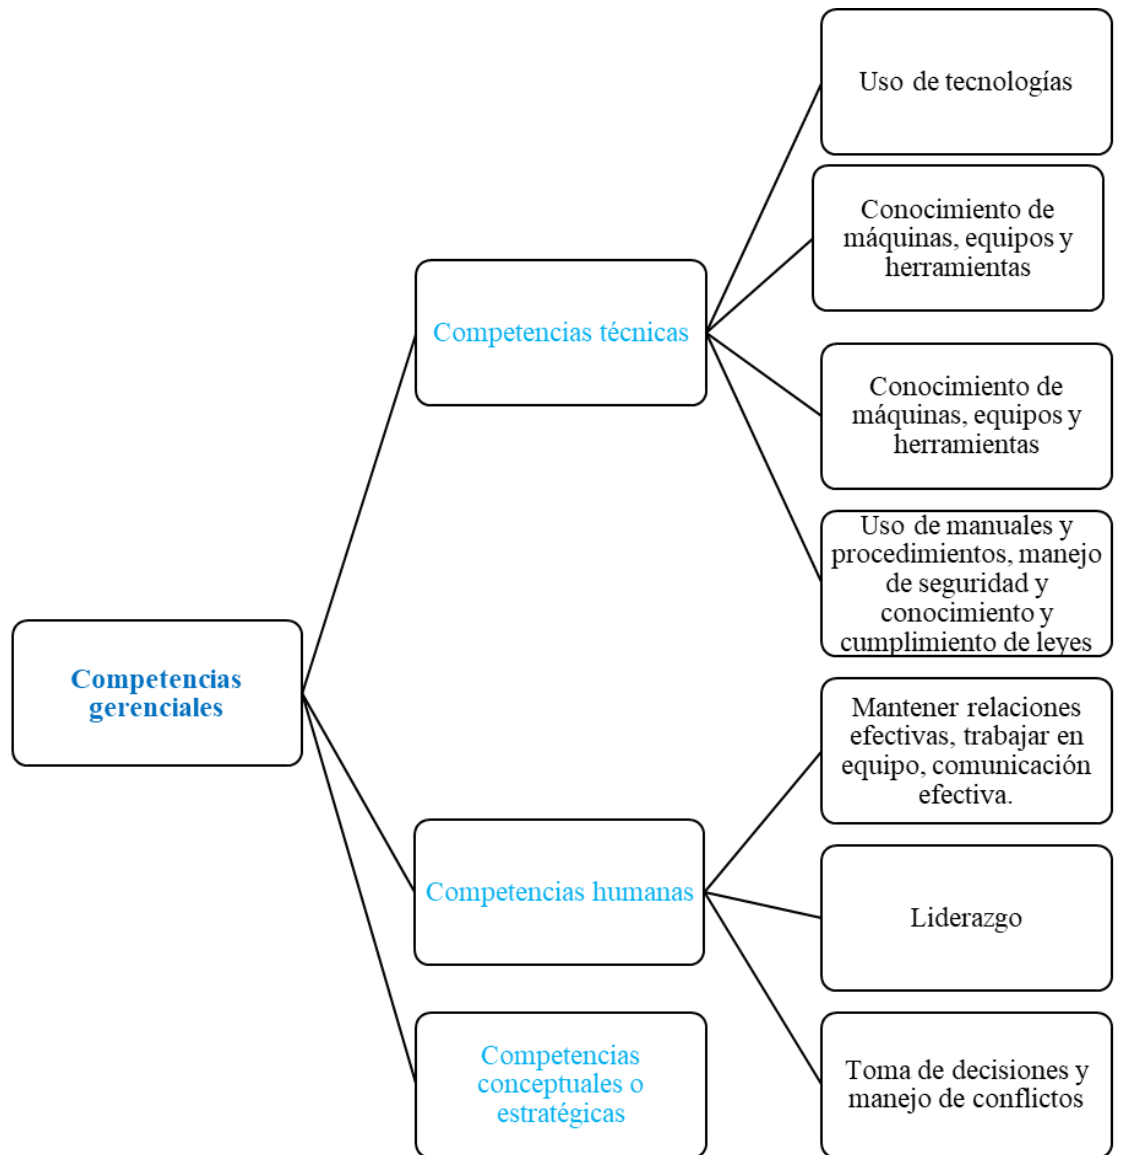 Uso de tecnologías
Conocimiento de
máquinas, equipos y
herramientas
Competencias técnicas
Conocimiento de
máquinas, equipos y
herramientas
Uso de manuales y
procedimientos, manejo
de seguridad y
conocimiento y
cumplimiento de leyes
Competencias
gerenciales
Mantener relaciones
efectivas, trabajar en
equipo, comunicación
efectiva.
Competencias humanas
Liderazgo
Competencias
conceptuales o
estratégicas
Toma de decisiones y
manejo de conflictos